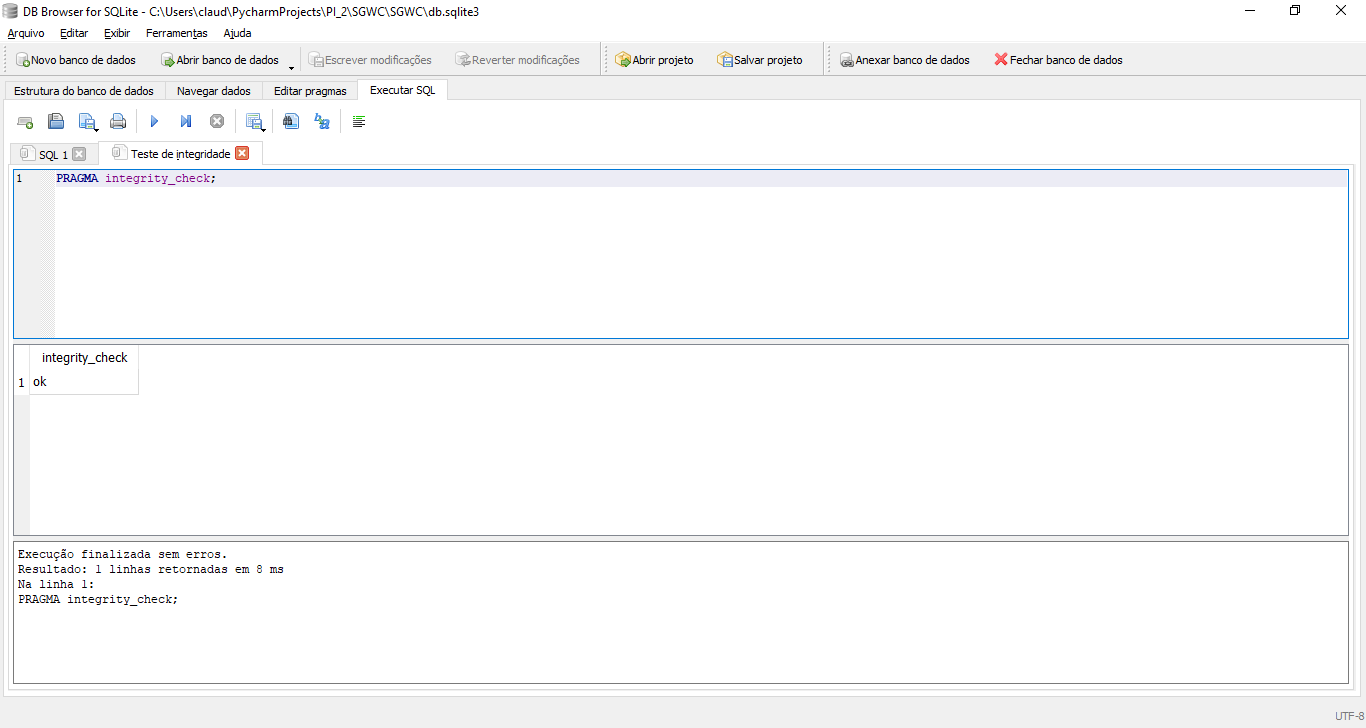 DB Browser for SQLite - C:\Users\claud\PycharmProjects\PI_2\SGWC\SGWC\db.sqlite3
Arquivo Editar Exibir Ferramentas Ajuda
Novo banco de dados Abrir banco de dados Escrever modificações Reverter modificações Abrir projeto Salvar projeto Anexar banco de dados Fechar banco de dados
Estrutura do banco de dados Navegar dados Editar pragmas Executar SQL
SQL 1 Teste de integridade
1 PRAGMA integrity_check;
integrity_check
1 ok
Execução finalizada sem erros.
Resultado: 1 linhas retornadas em 8 ms
Na linha 1:
PRAGMA integrity_check;
UTF-8